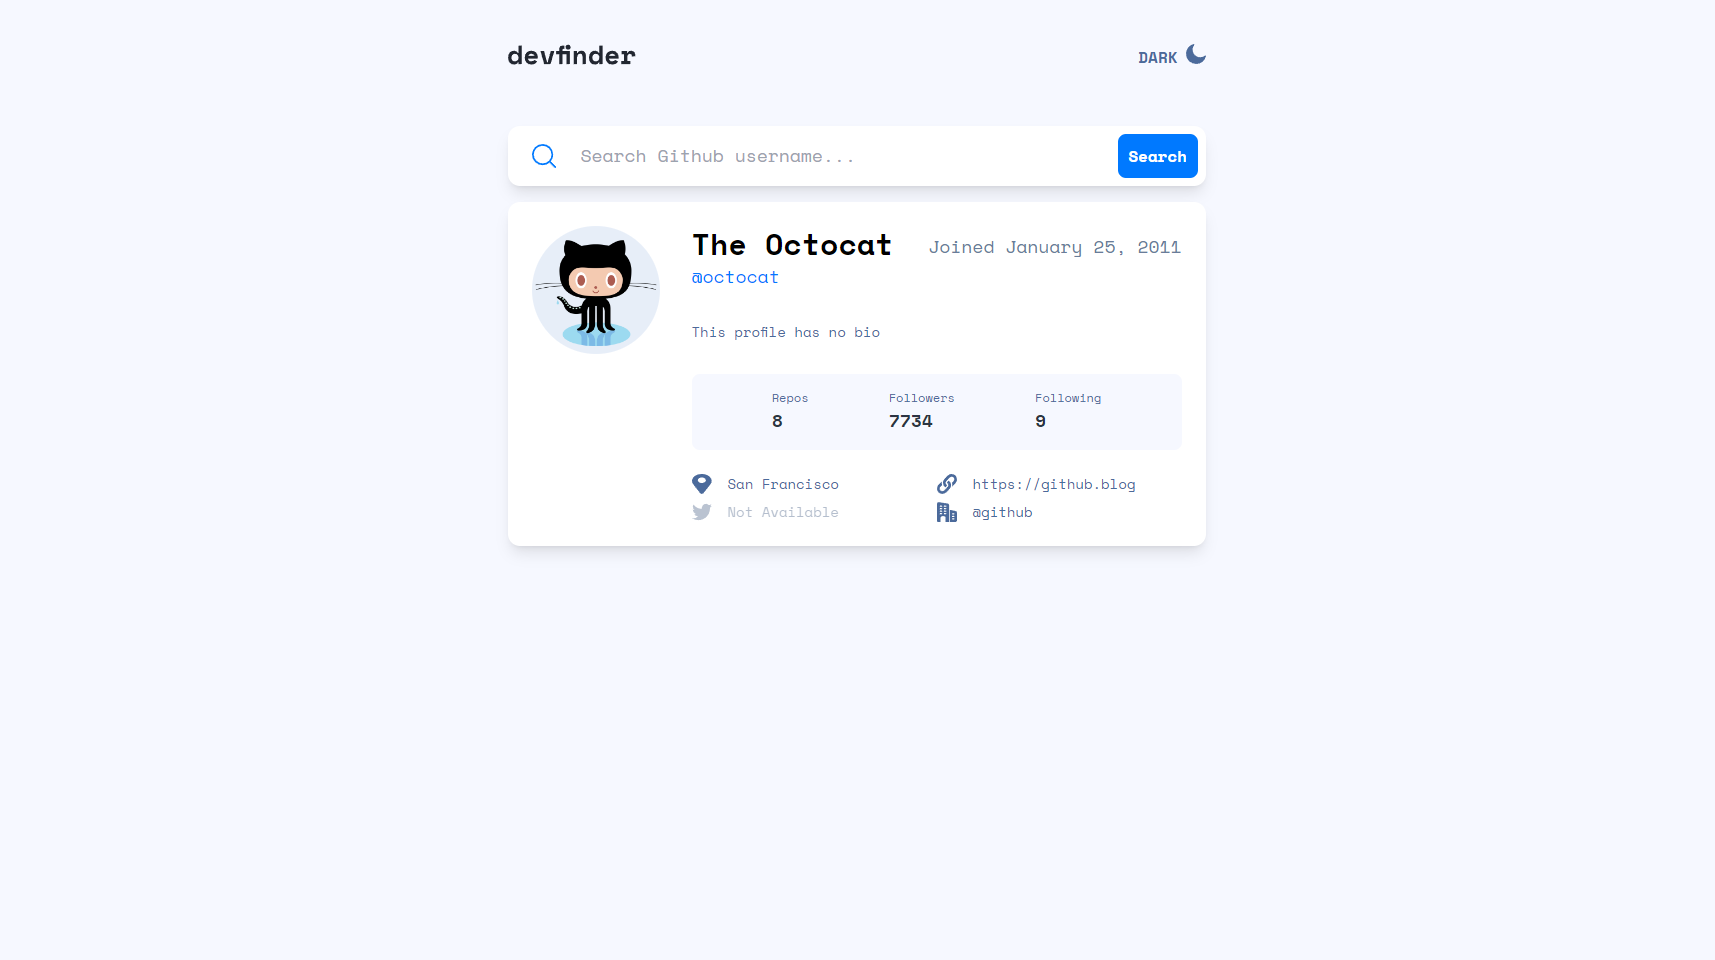 devfinder
DARK
Search Github username...
Search
The Octocat
Joined January 25, 2011
@octocat
This profile has no bio
Repos
Followers
Following
8
7734
9
San Francisco
https://github.blog
Not Available
@github